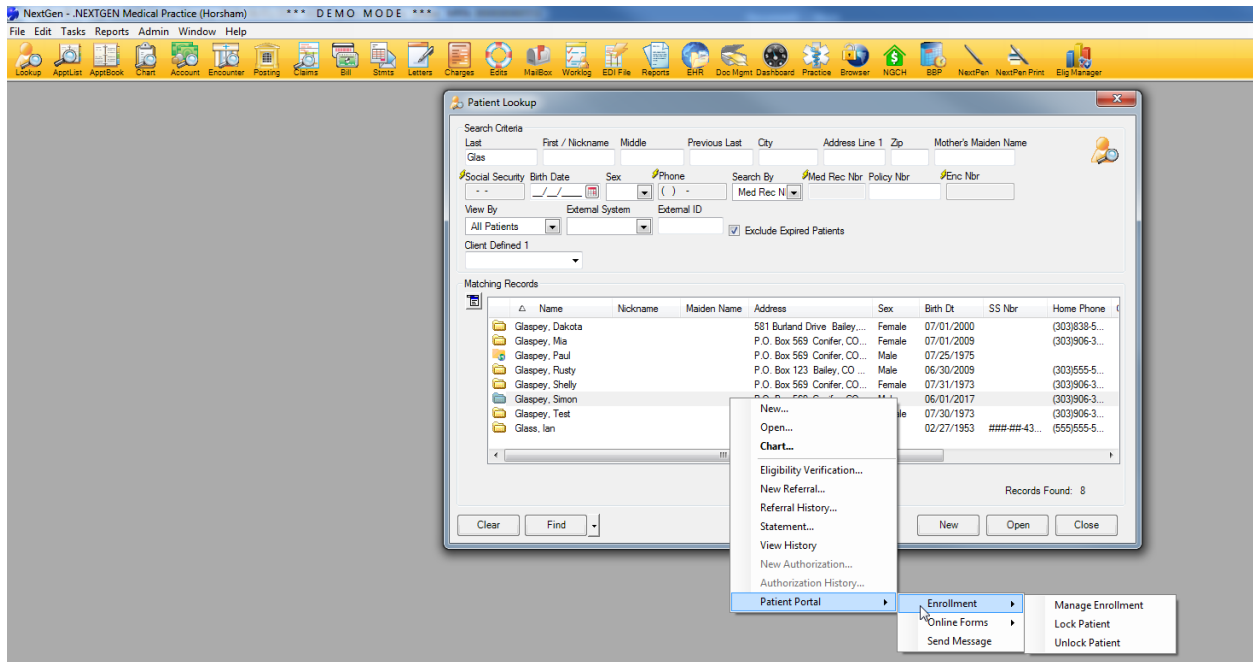 NextGen - .NEXTGEN Medical Practice (Horsham) *** DEMO MODE ***
File Edit Tasks Reports Admin Window Help
Lookup ApptList ApptBook Chart Account Encounter Posting Claims Bill Stmts Letters Charges Edits MailBox Worklog EDI File Reports EHR Doc Mgmt Dashboard Practice Browser NGCH BBP NextPen NextPen Print Elig Manager
Patient Lookup
Search Criteria
Last First / Nickname Middle Previous Last City Address Line 1 Zip Mother's Maiden Name
Glas
Social Security Birth Date Sex Phone Search By Med Rec Nbr Policy Nbr Enc Nbr
- - _/_/__ ( ) - Med Rec N
View By External System External ID
All Patients Exclude Expired Patients
Client Defined 1
Matching Records
Name Nickname Maiden Name Address Sex Birth Dt SS Nbr Home Phone
Glaspey, Dakota 581 Burland Drive Bailey,... Female 07/01/2000 (303)838-5...
Glaspey, Mia P.O. Box 569 Conifer, CO... Female 07/01/2009 (303)906-3...
Glaspey, Paul P.O. Box 569 Conifer, CO... Male 07/25/1975
Glaspey, Rusty P.O. Box 123 Bailey, CO ... Male 06/30/2009 (303)555-5...
Glaspey, Shelly P.O. Box 569 Conifer, CO... Female 07/31/1973 (303)906-3...
Glaspey, Simon 06/01/2017 (303)906-3...
Glaspey, Test 07/30/1973 (303)906-3...
Glass, Ian 02/27/1953 ###-##-43... (555)555-5...
New...
Open...
Chart...
Eligibility Verification...
New Referral...
Referral History...
Statement...
View History
New Authorization...
Authorization History...
Patient Portal
Records Found: 8
Clear Find New Open Close
Enrollment
Online Forms
Send Message
Manage Enrollment
Lock Patient
Unlock Patient